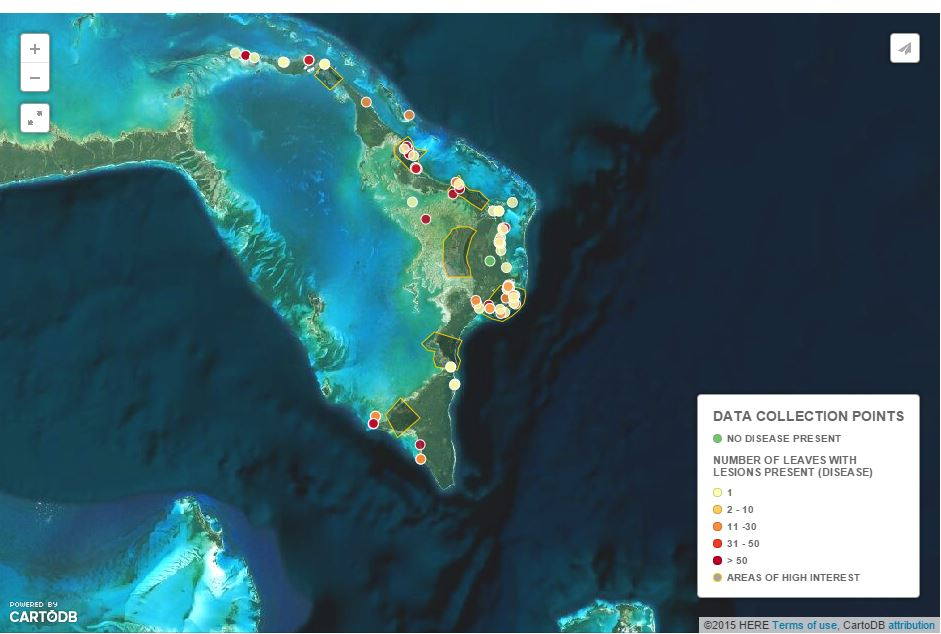 +
−
DATA COLLECTION POINTS
NO DISEASE PRESENT
NUMBER OF LEAVES WITH
LESIONS PRESENT (DISEASE)
1
2 - 10
11 -30
31 - 50
> 50
AREAS OF HIGH INTEREST
POWERED BY
CARTODB
©2015 HERE Terms of use, CartoDB attribution